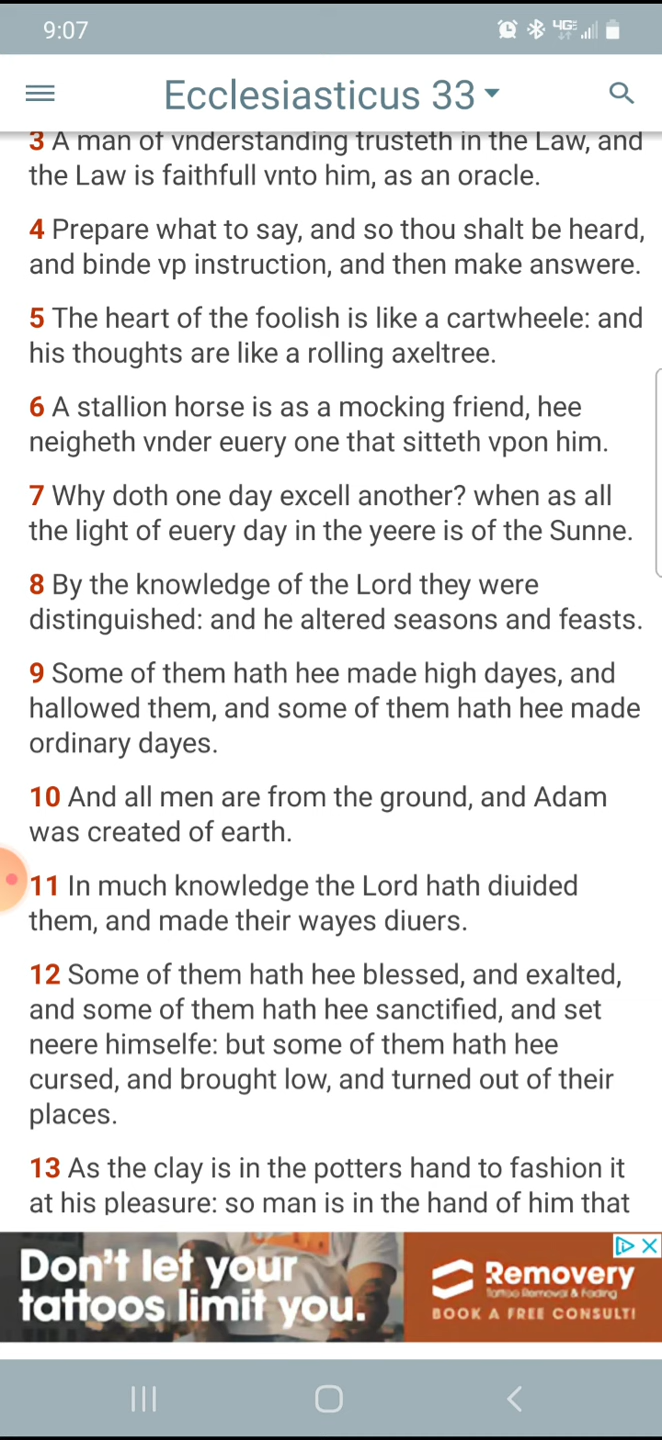 9:07
4GE
Ecclesiasticus 33
3 A man of vnderstanding trusteth in the Law, and
the Law is faithfull vnto him, as an oracle.
4 Prepare what to say, and so thou shalt be heard,
and binde vp instruction, and then make answere.
5 The heart of the foolish is like a cartwheele: and
his thoughts are like a rolling axeltree.
6 A stallion horse is as a mocking friend, hee
neigheth vnder euery one that sitteth vpon him.
7 Why doth one day excell another? when as all
the light of euery day in the yeere is of the Sunne.
8 By the knowledge of the Lord they were
distinguished: and he altered seasons and feasts.
9 Some of them hath hee made high dayes, and
hallowed them, and some of them hath hee made
ordinary dayes.
10 And all men are from the ground, and Adam
was created of earth.
11 In much knowledge the Lord hath diuided
them, and made their wayes diuers.
12 Some of them hath hee blessed, and exalted,
and some of them hath hee sanctified, and set
neere himselfe: but some of them hath hee
cursed, and brought low, and turned out of their
places.
13 As the clay is in the potters hand to fashion it
at his pleasure: so man is in the hand of him that
Don't let your
tattoos limit you.
Removery
Tattoo Removal & Fading
BOOK A FREE CONSULT!